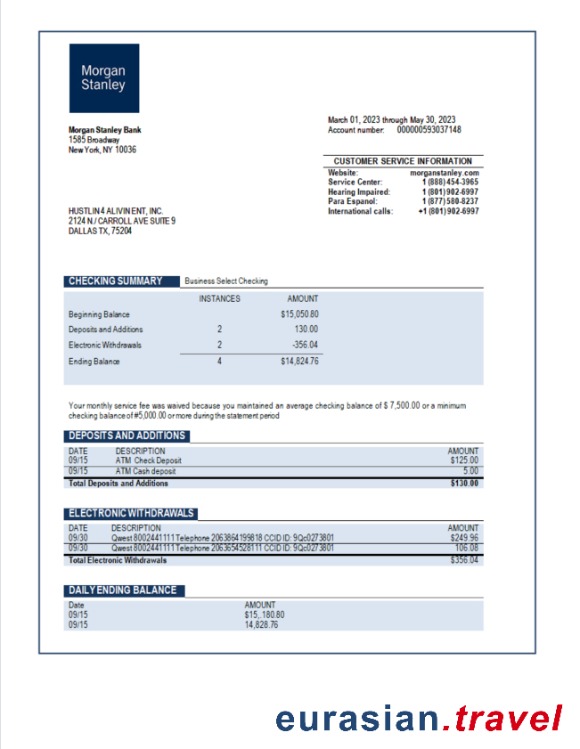 Morgan
Stanley
Morgan Stanley Bank
1585 Broadway
New York, NY 10036
March 01, 2023 through May 30, 2023
Account number: 000000593037148
CUSTOMER SERVICE INFORMATION
Website: morganstanley.com
Service Center: 1 (888) 454-3965
Hearing Impaired: 1 (801) 902-6997
Para Espanol: 1 (877) 580-8237
International calls: +1 (801) 902-6997
HUSTLIN 4 ALIVIN ENT, INC.
2124 N./ CARROLL AVE SUITE 9
DALLAS TX, 75204
CHECKING SUMMARY Business Select Checking
INSTANCES AMOUNT
Beginning Balance $15,050.80
Deposits and Additions 2 130.00
Electronic Withdrawals 2 -356.04
Ending Balance 4 $14,824.76
Your monthly service fee was waived because you maintained an average checking balance of $ 7,500.00 or a minimum
checking balance of #5,000.00 or more during the statement period
DEPOSITS AND ADDITIONS
DATE DESCRIPTION AMOUNT
09/15 ATM Check Deposit $125.00
09/15 ATM Cash deposit 5.00
Total Deposits and Additions $130.00
ELECTRONIC WITHDRAWALS
DATE DESCRIPTION AMOUNT
09/30 Qwest 8002441111 Telephone 2063864199818 CCID ID: 9Qc0273801 $249.96
09/30 Qwest 8002441111 Telephone 2063654528111 CCID ID: 9Qc0273801 106.08
Total Electronic Withdrawals $356.04
DAILY ENDING BALANCE
Date AMOUNT
09/15 $15,.180.80
09/15 14,828.76
eurasian.travel